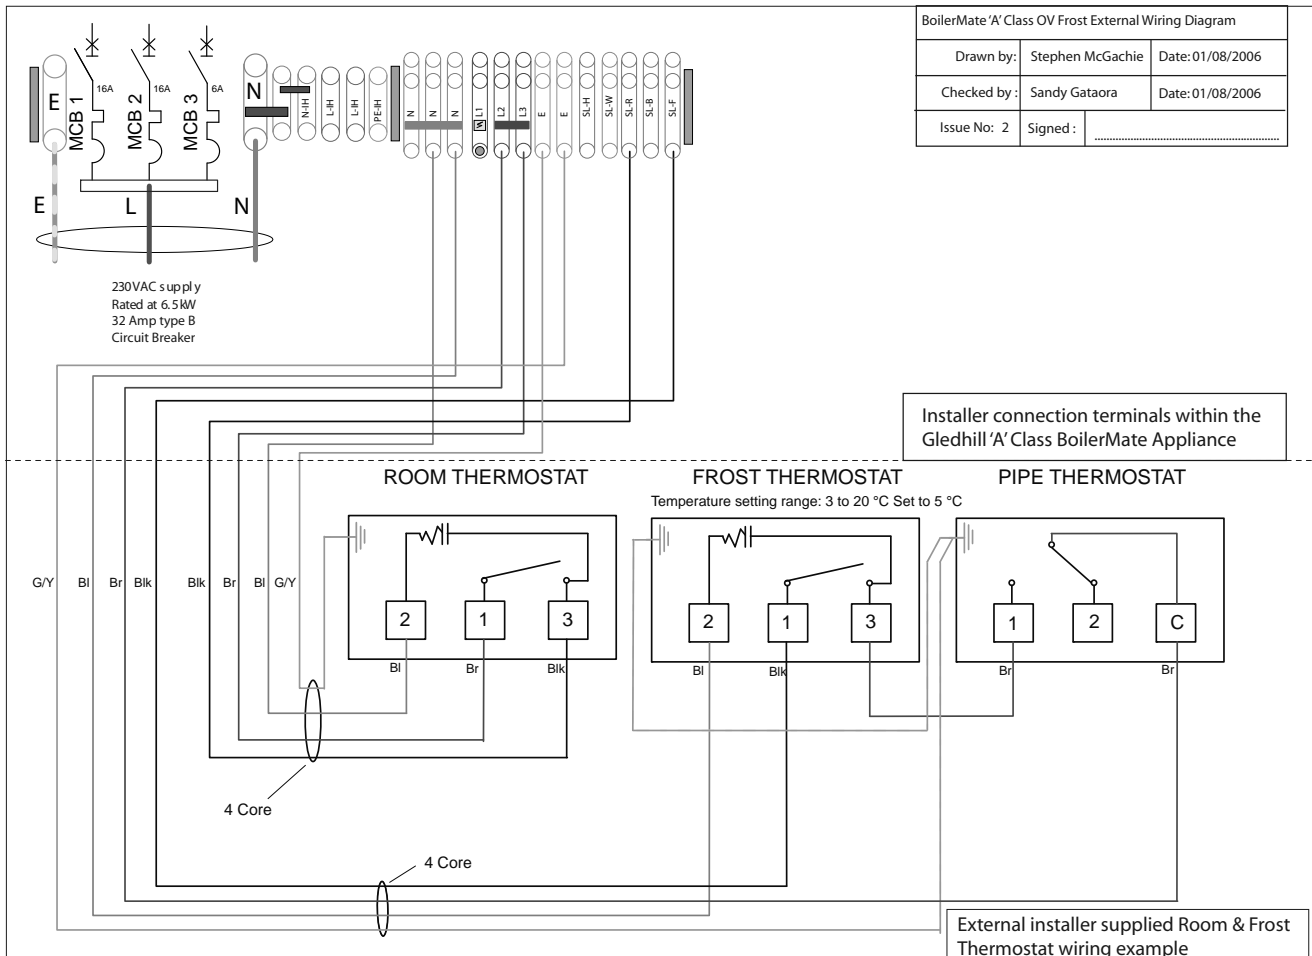 BoilerMate 'A' Class OV Frost External Wiring Diagram
Drawn by: Stephen McGachie Date: 01/08/2006
Checked by : Sandy Gataora Date: 01/08/2006
Issue No: 2 Signed :
E
MCB 1
16A
MCB 2
16A
MCB 3
6A
N
N-IH
L-IH
L-IH
PE-IH
N
N
N
L1
L2
L3
E
E
SL-H
SL-W
SL-R
SL-B
SL-F
E
L
N
230VAC supply
Rated at 6.5kW
32 Amp type B
Circuit Breaker
Installer connection terminals within the
Gledhill 'A' Class BoilerMate Appliance
ROOM THERMOSTAT
FROST THERMOSTAT
PIPE THERMOSTAT
Temperature setting range: 3 to 20 °C Set to 5 °C
G/Y
Bl
Br
Blk
Blk
Br
Bl
G/Y
2
1
3
2
1
3
1
2
C
Bl
Br
Blk
Bl
Blk
Br
Br
4 Core
4 Core
External installer supplied Room & Frost
Thermostat wiring example